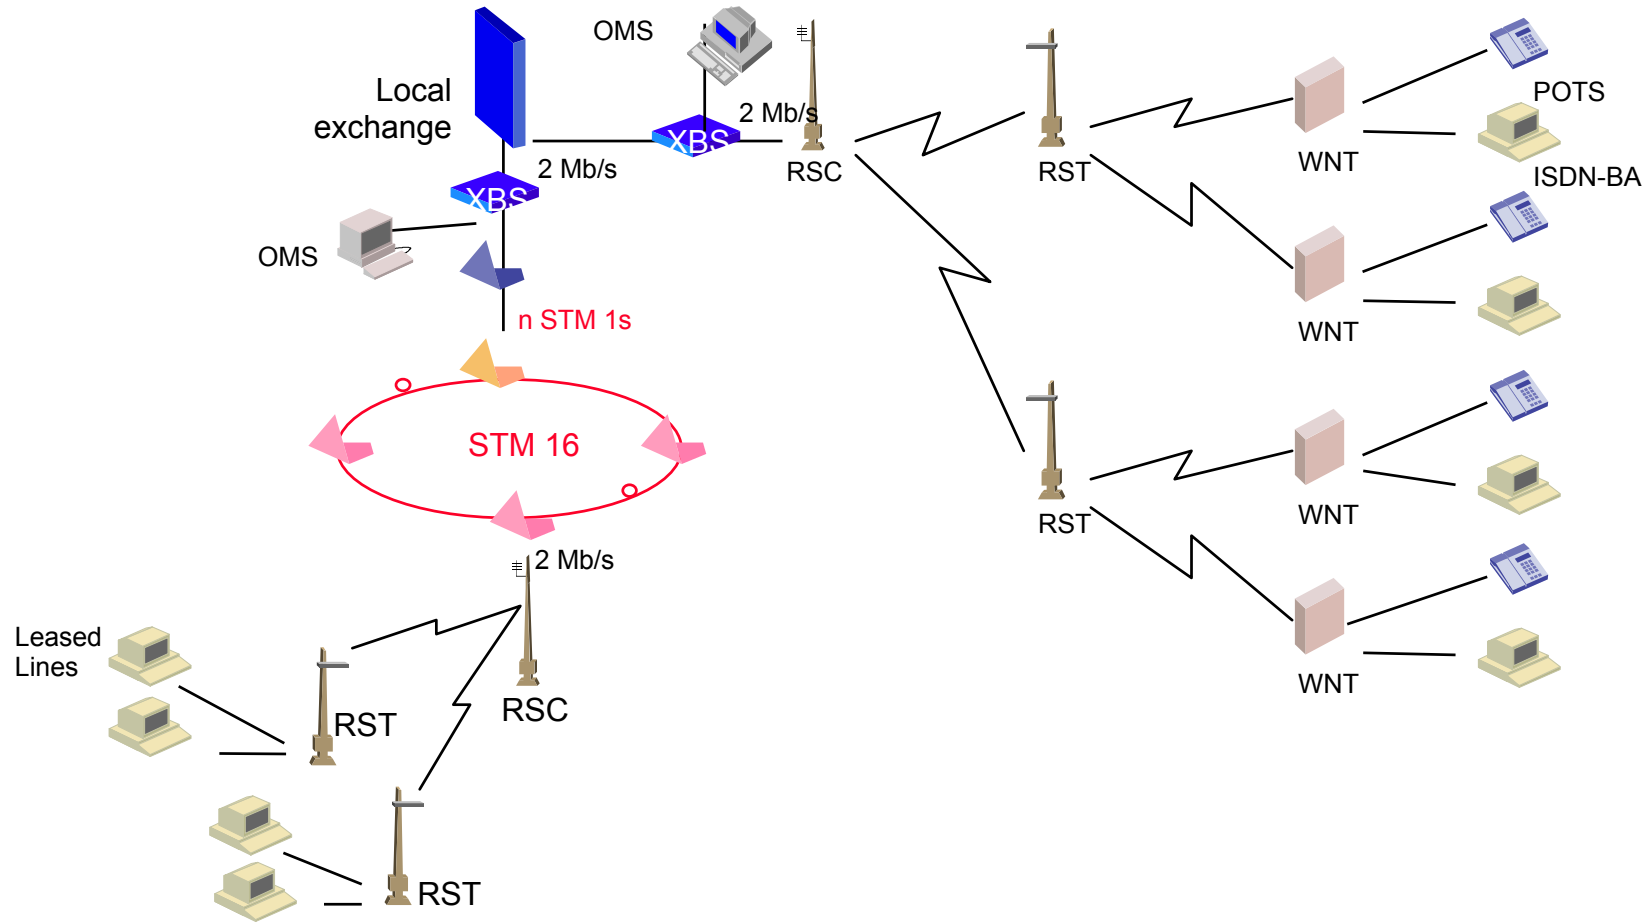 OMS
Local
exchange
2 Mb/s
XBS
2 Mb/s
RSC
RST
WNT
POTS
ISDN-BA
XBS
OMS
WNT
n STM 1s
STM 16
RST
WNT
2 Mb/s
Leased
Lines
RST
RSC
WNT
RST